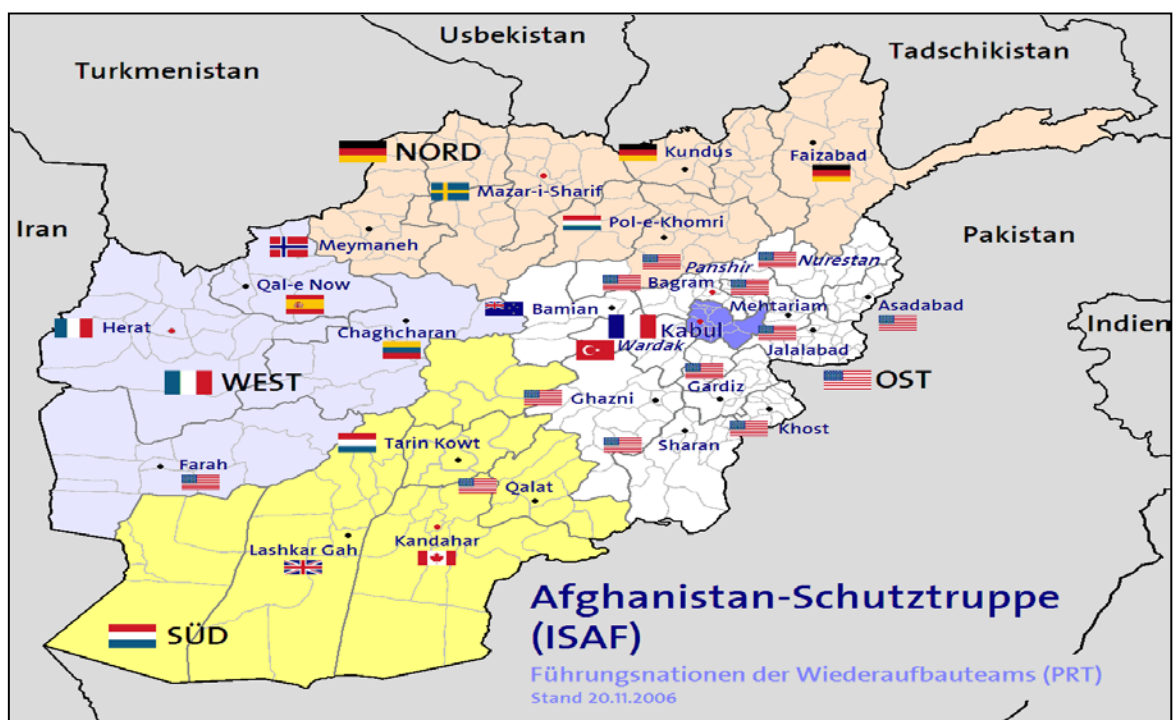 Usbekistan
Tadschikistan
Turkmenistan
NORD
Kundus
Faizabad
Mazar-i-Sharif
Iran
Pol-e-Khomri
Pakistan
Meymaneh
Panshir
Nurestan
Qal-e Now
Bagram
Bamian
Mehtariam
Asadabad
Herat
Chaghcharan
Kabul
Indien
Wardak
Jalalabad
WEST
Gardiz
OST
Ghazni
Khost
Tarin Kowt
Sharan
Farah
Qalat
Kandahar
Lashkar Gah
SÜD
Afghanistan-Schutztruppe
(ISAF)
Führungsnationen der Wiederaufbauteams (PRT)
Stand 20.11.2006